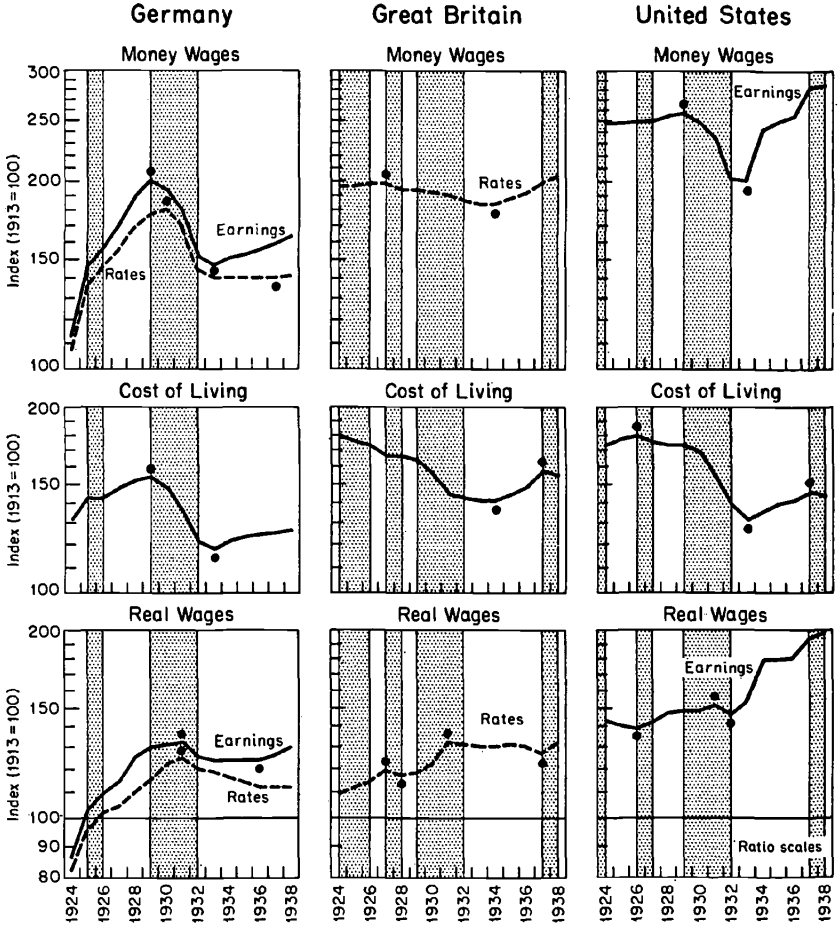 Germany
Great Britain
United States
Money Wages
Money Wages
Money Wages
Index (1913=100)
300
250
200
150
100
Earnings
Rates
Rates
Earnings
Cost of Living
Cost of Living
Cost of Living
Index (1913=100)
200
150
100
Real Wages
Real Wages
Real Wages
Index (1913=100)
200
150
100
90
80
Earnings
Rates
Rates
Earnings
Ratio scales
1924 1926 1928 1930 1932 1934 1936 1938
1924 1926 1928 1930 1932 1934 1936 1938
1924 1926 1928 1930 1932 1934 1936 1938